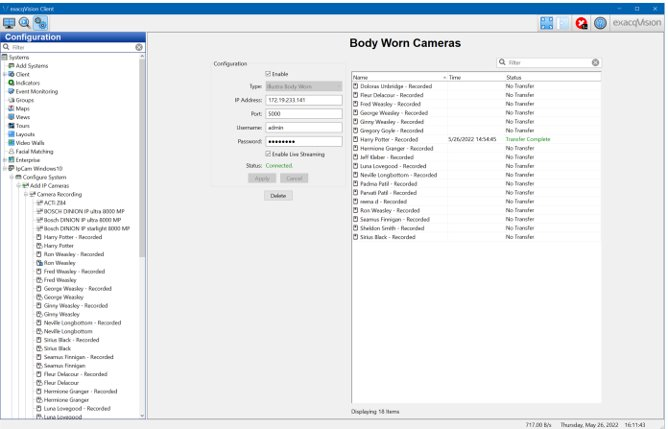 exacqVision Client
exacqVision
Configuration
Filter
Systems
Add Systems
Client
Indicators
Event Monitoring
Groups
Maps
Views
Tours
Layouts
Video Walls
Facial Matching
Enterprise
IpCam Windows10
Configure System
Add IP Cameras
Camera Recording
ACTi Z84
BOSCH DINION IP ultra 8000 MP
Bosch DINION IP ultra 8000 MP
Bosch DINION IP starlight 8000 MP
Harry Potter - Recorded
Harry Potter
Ron Weasley - Recorded
Ron Weasley
Fred Weasley - Recorded
Fred Weasley
George Weasley - Recorded
George Weasley
Ginny Weasley - Recorded
Ginny Weasley
Neville Longbottom - Recorded
Neville Longbottom
Sirius Black - Recorded
Sirius Black
Seamus Finnigan - Recorded
Seamus Finnigan
Fleur Delacour - Recorded
Fleur Delacour
Hermione Granger - Recorded
Hermione Granger
Luna Lovegood - Recorded
Luna Lovegood
Body Worn Cameras
Configuration
Enable
Type: Illustra Body Worn
IP Address: 172.19.233.141
Port: 5000
Username: admin
Password: ••••••••
Enable Live Streaming
Status: Connected.
Apply Cancel
Delete
Filter
Name Time Status
Dolores Umbridge - Recorded No Transfer
Fleur Delacour - Recorded No Transfer
Fred Weasley - Recorded No Transfer
George Weasley - Recorded No Transfer
Ginny Weasley - Recorded No Transfer
Gregory Goyle - Recorded No Transfer
Harry Potter - Recorded 5/26/2022 14:54:45 Transfer Complete
Hermione Granger - Recorded No Transfer
Jeff Kleber - Recorded No Transfer
Luna Lovegood - Recorded No Transfer
Neville Longbottom - Recorded No Transfer
Padma Patil - Recorded No Transfer
Parvati Patil - Recorded No Transfer
reena d - Recorded No Transfer
Ron Weasley - Recorded No Transfer
Seamus Finnigan - Recorded No Transfer
Sheldon Smith - Recorded No Transfer
Sirius Black - Recorded No Transfer
Displaying 18 Items
717.00 B/s Thursday, May 26, 2022 16:11:43